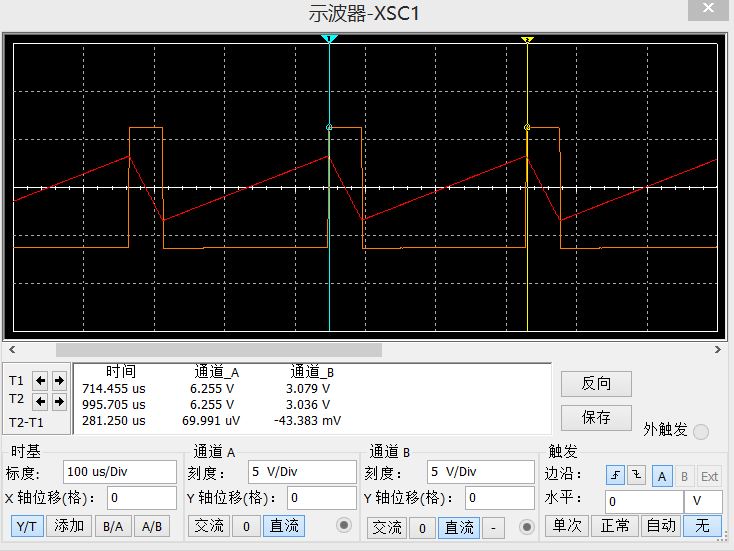 示波器-XSC1
时间 通道_A 通道_B
T1 714.455 us 6.255 V 3.079 V
T2 995.705 us 6.255 V 3.036 V
T2-T1 281.250 us 69.991 uV -43.383 mV
反向
保存
外触发
时基 通道 A 通道 B 触发
标度: 100 us/Div 刻度: 5 V/Div 刻度: 5 V/Div 边沿: A B Ext
X 轴位移(格): 0 Y 轴位移(格): 0 Y 轴位移(格): 0 水平: 0 V
Y/T 添加 B/A A/B 交流 0 直流 交流 0 直流 - 单次 正常 自动 无